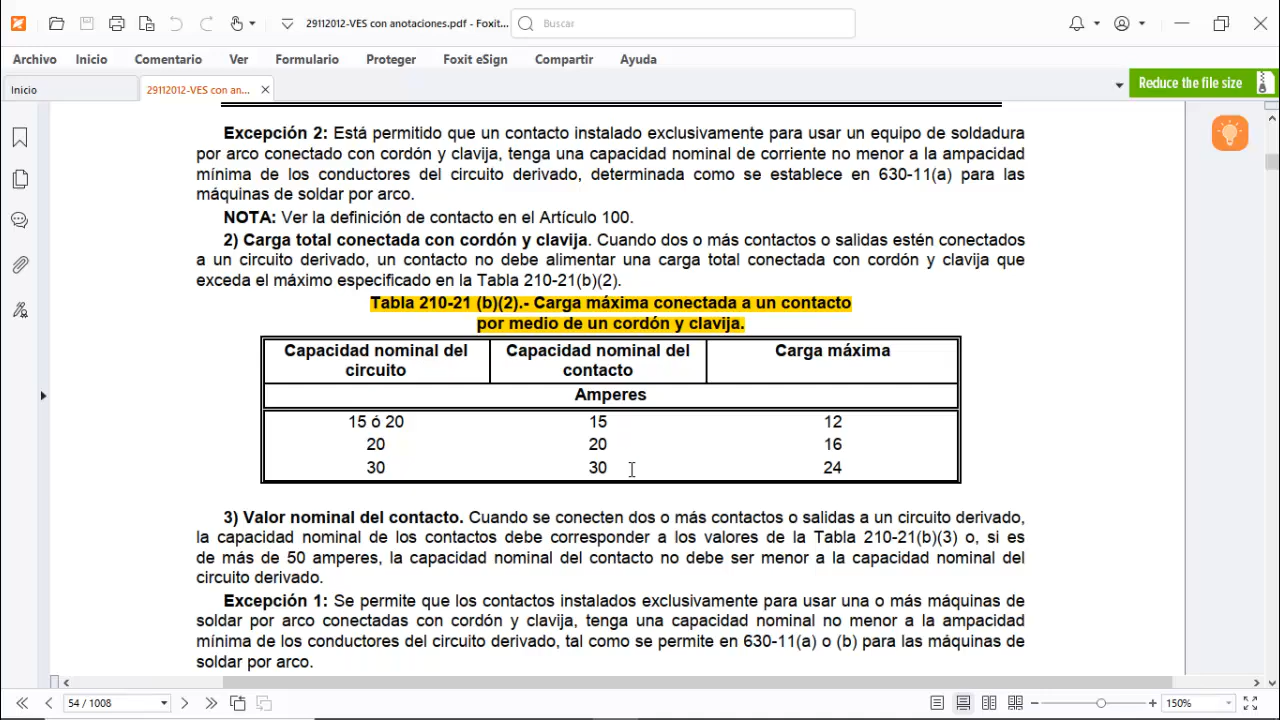 29112012-VES con anotaciones.pdf - Foxit...
Buscar
Archivo Inicio Comentario Ver Formulario Proteger Foxit eSign Compartir Ayuda
Inicio
29112012-VES con an...
Reduce the file size
Excepción 2: Está permitido que un contacto instalado exclusivamente para usar un equipo de soldadura
por arco conectado con cordón y clavija, tenga una capacidad nominal de corriente no menor a la ampacidad
mínima de los conductores del circuito derivado, determinada como se establece en 630-11(a) para las
máquinas de soldar por arco.
NOTA: Ver la definición de contacto en el Artículo 100.
2) Carga total conectada con cordón y clavija. Cuando dos o más contactos o salidas estén conectados
a un circuito derivado, un contacto no debe alimentar una carga total conectada con cordón y clavija que
exceda el máximo especificado en la Tabla 210-21(b)(2).
Tabla 210-21 (b)(2).- Carga máxima conectada a un contacto
por medio de un cordón y clavija.
Capacidad nominal del circuito
Capacidad nominal del contacto
Carga máxima
Amperes
15 ó 20 15 12
20 20 16
30 30 24
3) Valor nominal del contacto. Cuando se conecten dos o más contactos o salidas a un circuito derivado,
la capacidad nominal de los contactos debe corresponder a los valores de la Tabla 210-21(b)(3) o, si es
de más de 50 amperes, la capacidad nominal del contacto no debe ser menor a la capacidad nominal del
circuito derivado.
Excepción 1: Se permite que los contactos instalados exclusivamente para usar una o más máquinas de
soldar por arco conectadas con cordón y clavija, tenga una capacidad nominal no menor a la ampacidad
mínima de los conductores del circuito derivado, tal como se permite en 630-11(a) o (b) para las máquinas de
soldar por arco.
54 / 1008
150%